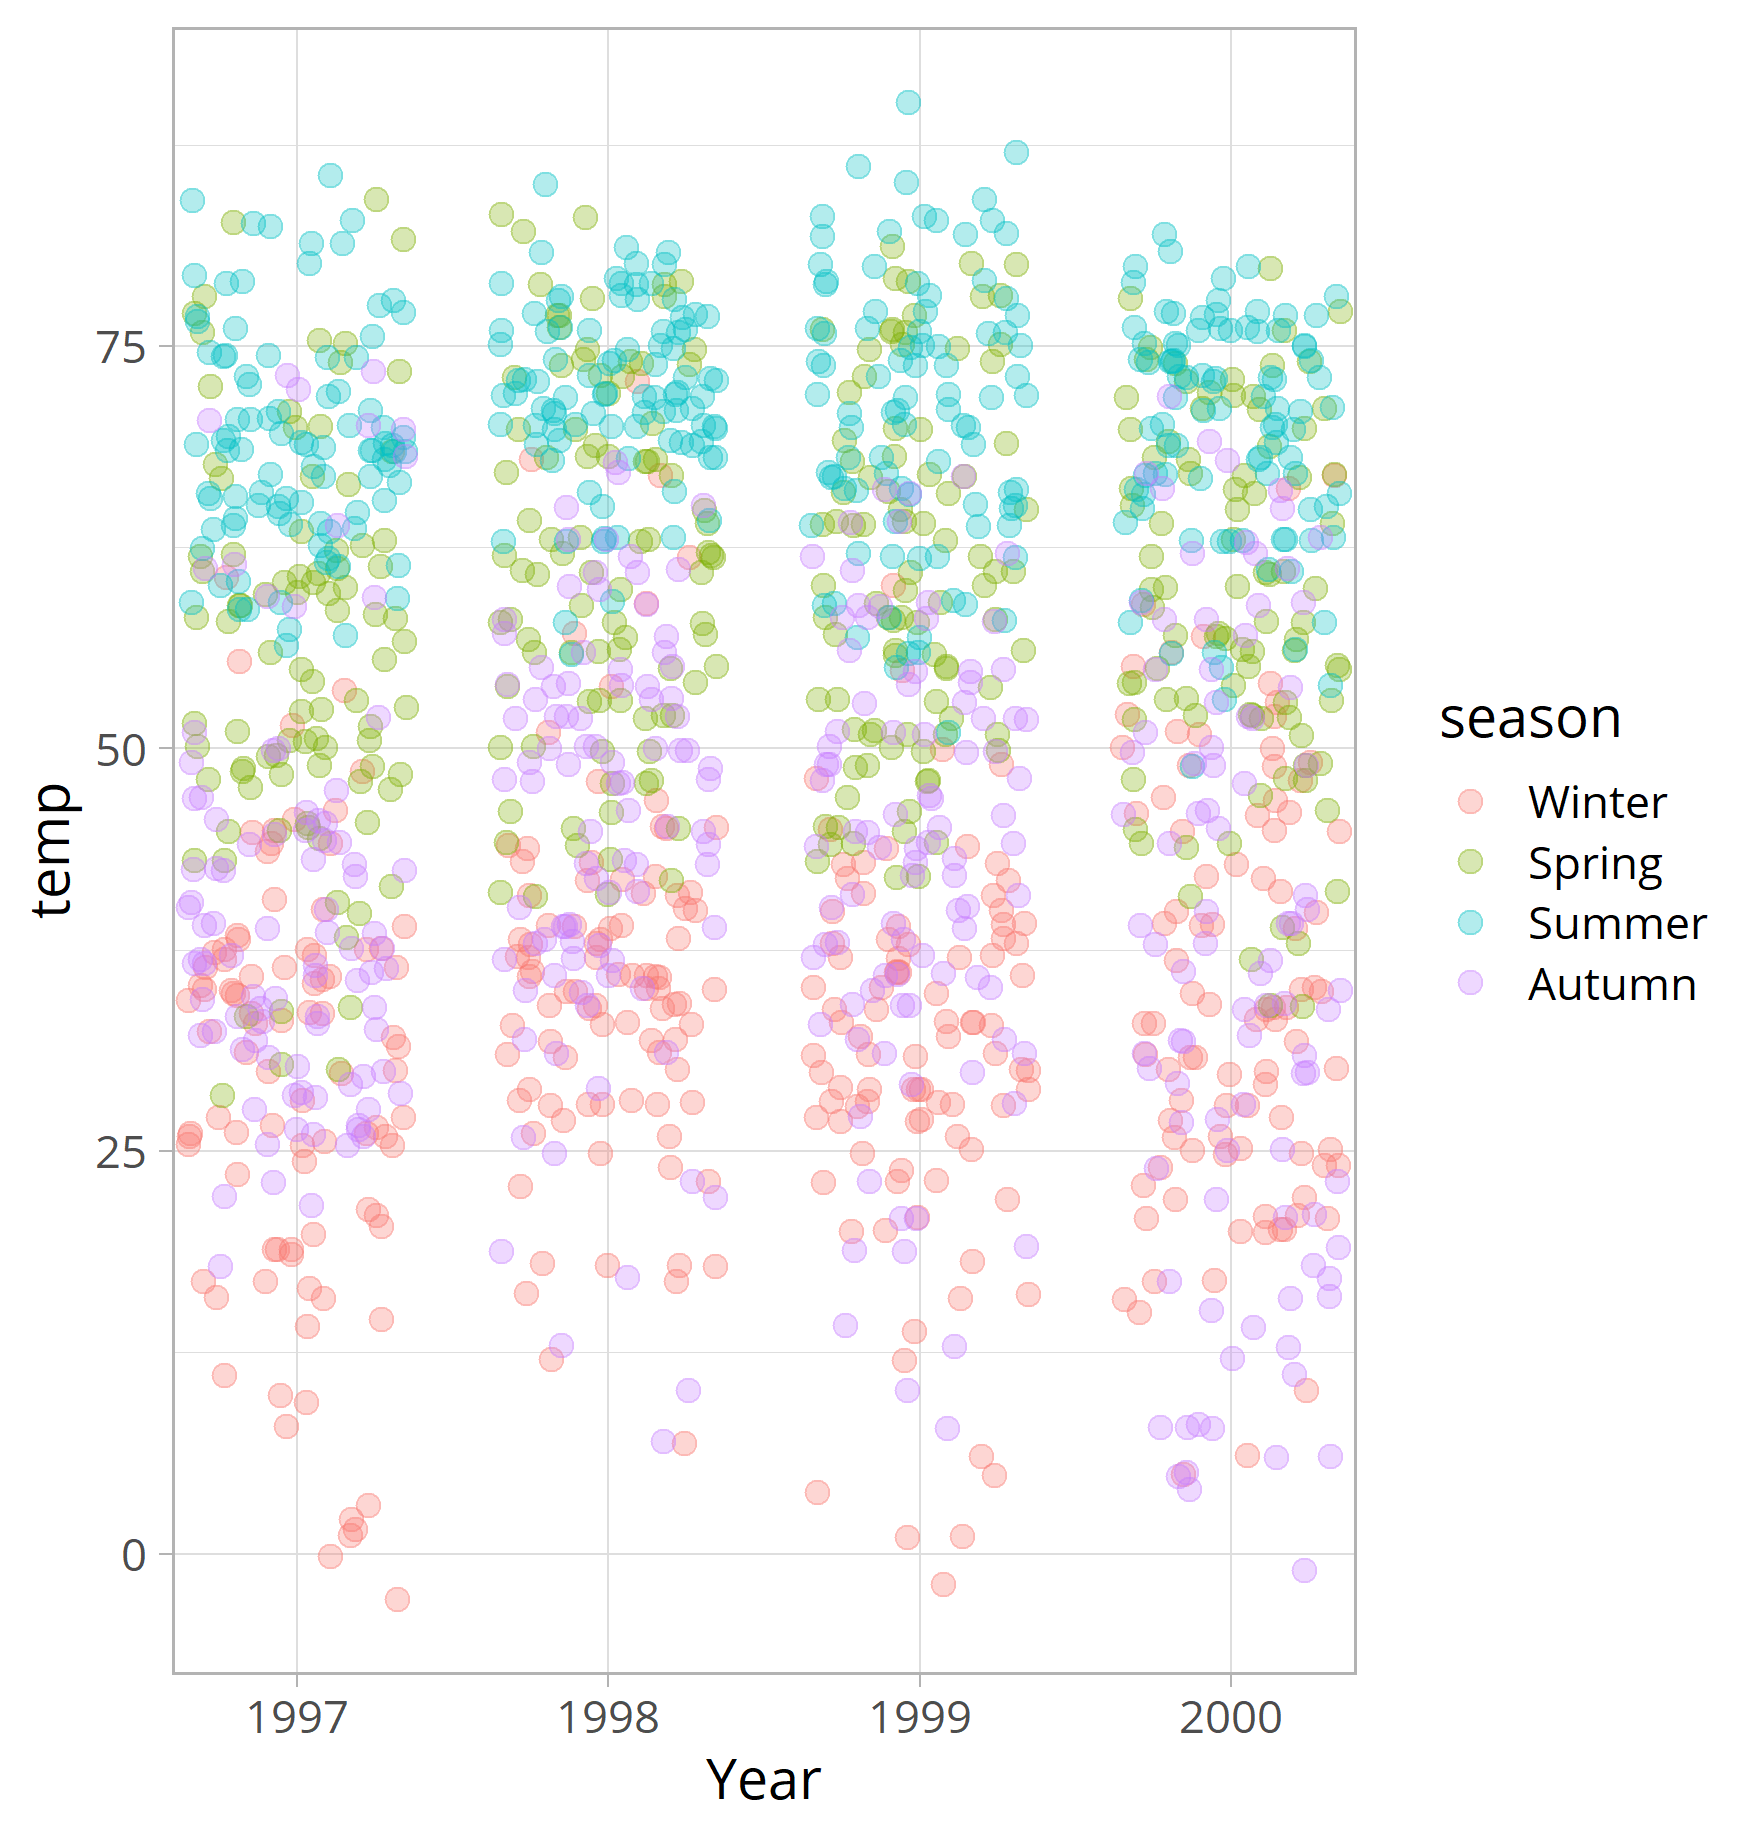 75
50
25
0
temp
1997
1998
1999
2000
Year
season
Winter
Spring
Summer
Autumn